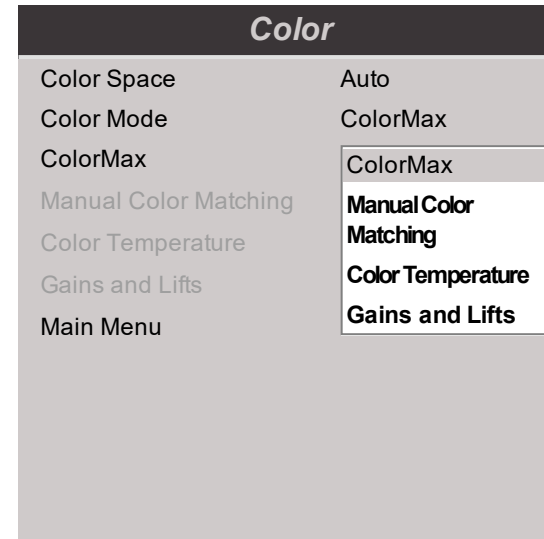 Color
Color Space Auto
Color Mode ColorMax
ColorMax ColorMax
Manual Color Matching Manual Color
Matching
Color Temperature Color Temperature
Gains and Lifts Gains and Lifts
Main Menu